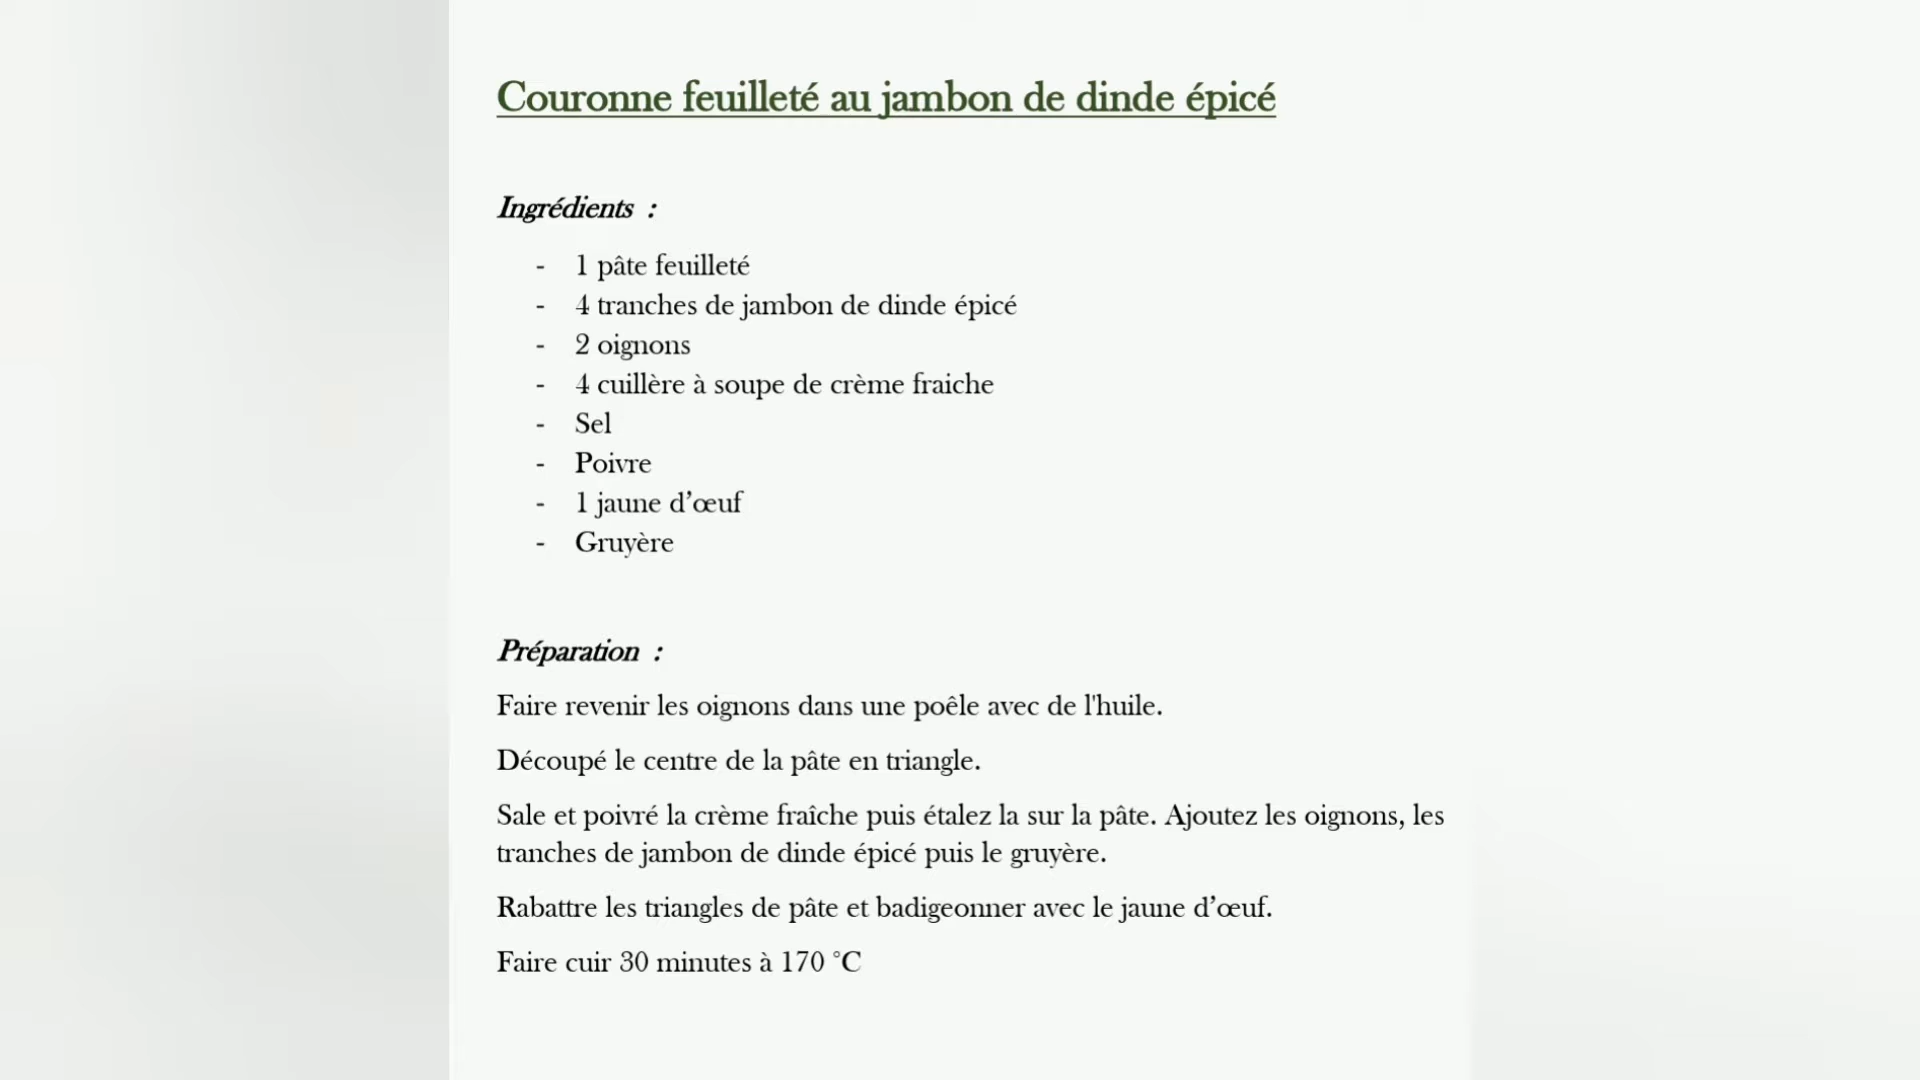 Couronne feuilleté au jambon de dinde épicé
Ingrédients :
- 1 pâte feuilleté
- 4 tranches de jambon de dinde épicé
- 2 oignons
- 4 cuillère à soupe de crème fraiche
- Sel
- Poivre
- 1 jaune d’œuf
- Gruyère
Préparation :
Faire revenir les oignons dans une poêle avec de l'huile.
Découpé le centre de la pâte en triangle.
Sale et poivré la crème fraîche puis étalez la sur la pâte. Ajoutez les oignons, les
tranches de jambon de dinde épicé puis le gruyère.
Rabattre les triangles de pâte et badigeonner avec le jaune d’œuf.
Faire cuir 30 minutes à 170 °C